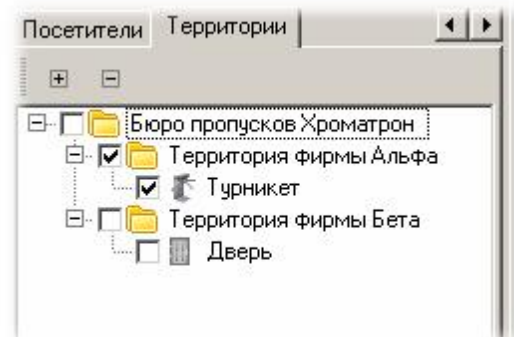 Посетители Территории
Бюро пропусков Хроматрон
Территория фирмы Альфа
Турникет
Территория фирмы Бета
Дверь